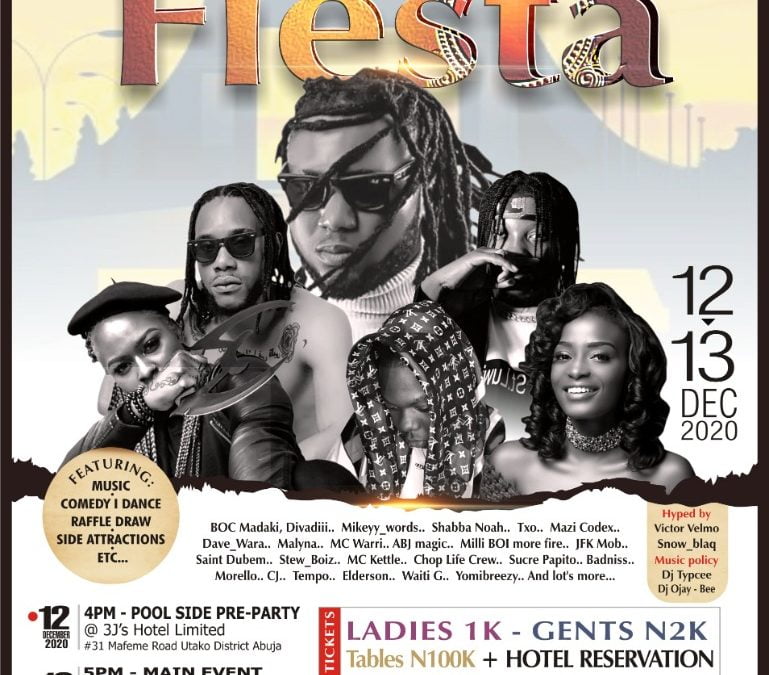 Fiesta
12
13
DEC
2020
FEATURING:
MUSIC
COMEDY I DANCE
RAFFLE DRAW
SIDE ATTRACTIONS
ETC...
BOC Madaki, Divadiii.. Mikeyy_words.. Shabba Noah.. Txo.. Mazi Codex..
Dave_Wara.. Malyna.. MC Warri.. ABJ magic.. Milli BOI more fire.. JFK Mob..
Saint Dubem.. Stew_Boiz.. MC Kettle.. Chop Life Crew.. Sucre Papito.. Badniss..
Morello.. CJ.. Tempo.. Elderson.. Waiti G.. Yomibreezy.. And lot's more...
Hyped by
Victor Velmo
Snow_blaq
Music policy
Dj Typcee
Dj Ojay - Bee
12
DECEMBER
2020
4PM - POOL SIDE PRE-PARTY
@ 3J's Hotel Limited
#31 Mafeme Road Utako District Abuja
5PM - MAIN EVENT
TICKETS
LADIES 1K - GENTS N2K
Tables N100K + HOTEL RESERVATION